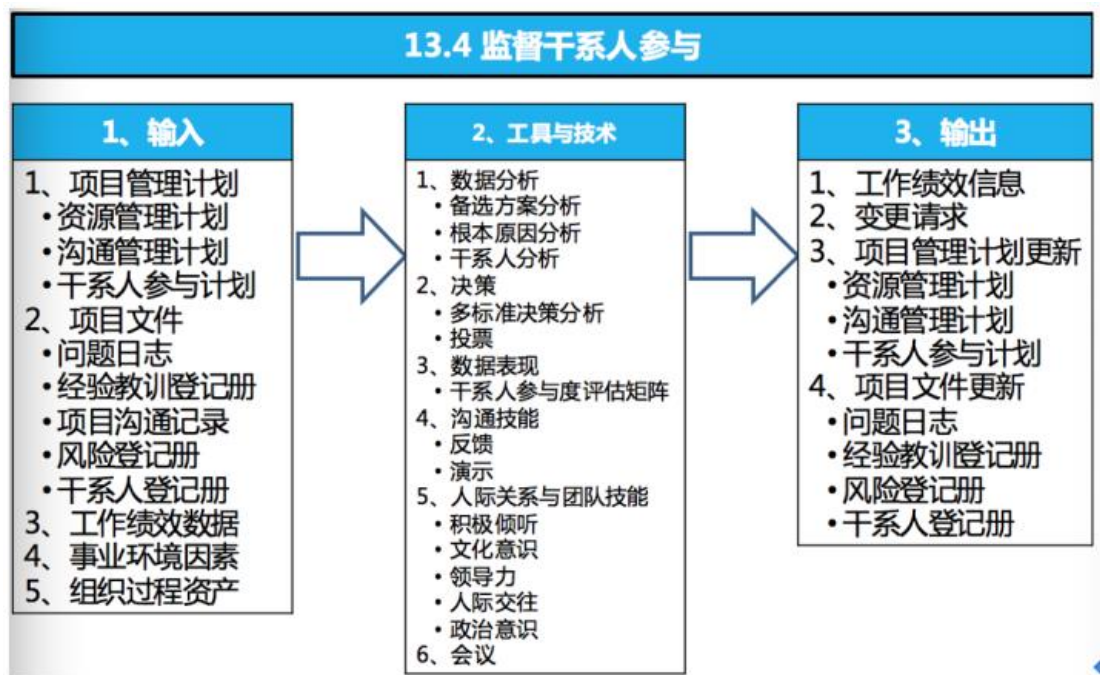 13.4 监督干系人参与
1、输入
1、项目管理计划
•资源管理计划
•沟通管理计划
•干系人参与计划
2、项目文件
•问题日志
•经验教训登记册
•项目沟通记录
•风险登记册
•干系人登记册
3、工作绩效数据
4、事业环境因素
5、组织过程资产
2、工具与技术
1、数据分析
•备选方案分析
•根本原因分析
•干系人分析
2、决策
•多标准决策分析
•投票
3、数据表现
•干系人参与度评估矩阵
4、沟通技能
•反馈
•演示
5、人际关系与团队技能
•积极倾听
•文化意识
•领导力
•人际交往
•政治意识
6、会议
3、输出
1、工作绩效信息
2、变更请求
3、项目管理计划更新
•资源管理计划
•沟通管理计划
•干系人参与计划
4、项目文件更新
•问题日志
•经验教训登记册
•风险登记册
•干系人登记册